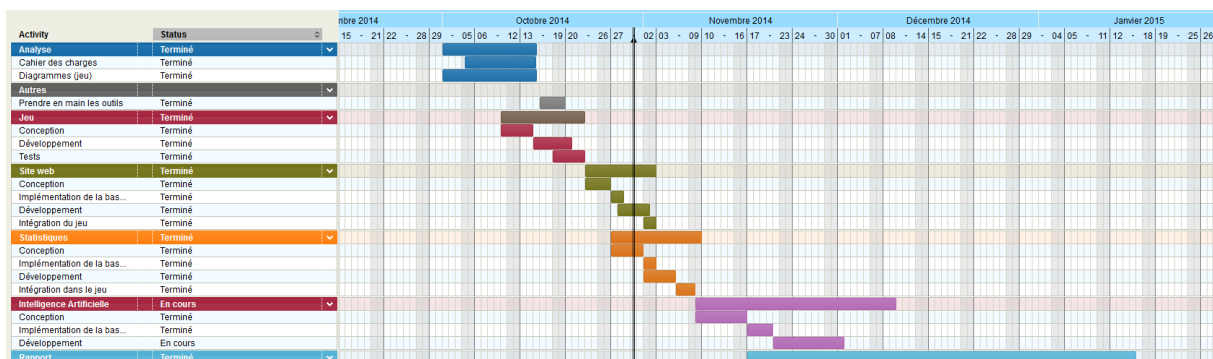 mbre 2014 Octobre 2014 Novembre 2014 Décembre 2014 Janvier 2015
Activity Status 15 - 21 22 - 28 29 - 05 06 - 12 13 - 19 20 - 26 27 - 02 03 - 09 10 - 16 17 - 23 24 - 30 01 - 07 08 - 14 15 - 21 22 - 28 29 - 04 05 - 11 12 - 18 19 - 25 26
Analyse Terminé
Cahier des charges Terminé
Diagrammes (jeu) Terminé
Autres
Prendre en main les outils Terminé
Jeu Terminé
Conception Terminé
Développement Terminé
Tests Terminé
Site web Terminé
Conception Terminé
Implémentation de la bas... Terminé
Développement Terminé
Intégration du jeu Terminé
Statistiques Terminé
Conception Terminé
Implémentation de la bas... Terminé
Développement Terminé
Intégration dans le jeu Terminé
Intelligence Artificielle En cours
Conception Terminé
Implémentation de la bas... Terminé
Développement En cours
Rapport Terminé